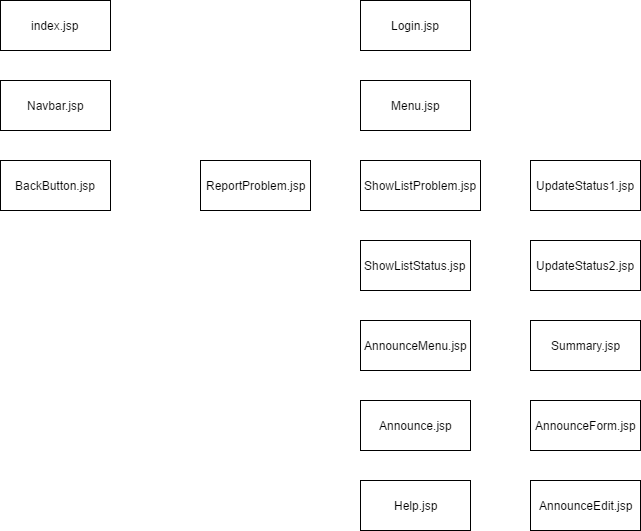 index.jsp
Login.jsp
Navbar.jsp
Menu.jsp
BackButton.jsp
ReportProblem.jsp
ShowListProblem.jsp
UpdateStatus1.jsp
ShowListStatus.jsp
UpdateStatus2.jsp
AnnounceMenu.jsp
Summary.jsp
Announce.jsp
AnnounceForm.jsp
Help.jsp
AnnounceEdit.jsp